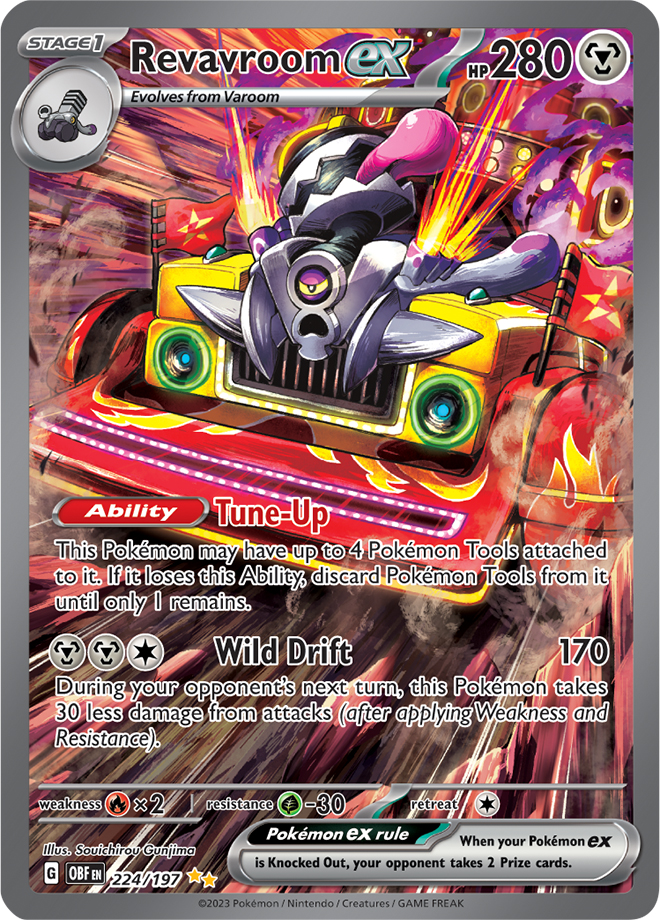 STAGE 1
Revavroom ex
HP 280
Evolves from Varoom
Ability Tune-Up
This Pokémon may have up to 4 Pokémon Tools attached
to it. If it loses this Ability, discard Pokémon Tools from it
until only 1 remains.
Wild Drift 170
During your opponent's next turn, this Pokémon takes
30 less damage from attacks (after applying Weakness and
Resistance).
weakness ×2 resistance -30 retreat
Illus. Souichirou Gunjima
Pokémon ex rule
When your Pokémon ex
is Knocked Out, your opponent takes 2 Prize cards.
G OBF EN 224/197
©2023 Pokémon / Nintendo / Creatures / GAME FREAK